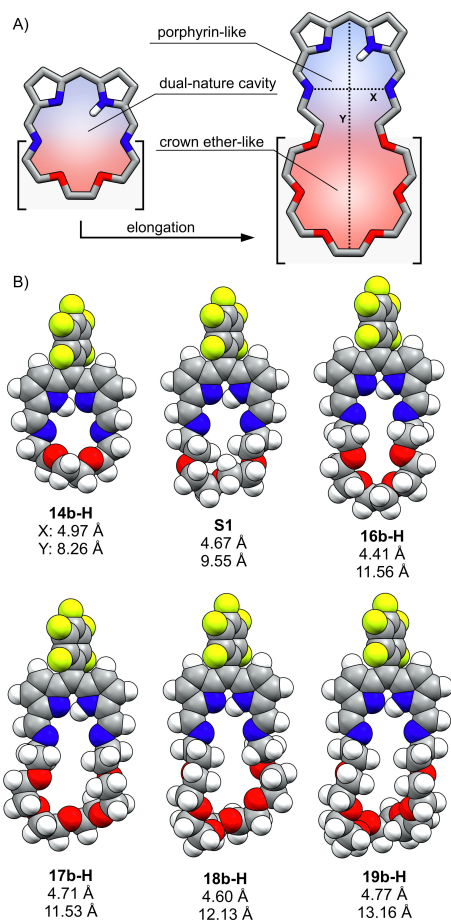 A)
porphyrin-like
dual-nature cavity
crown ether-like
elongation
X
Y
B)
14b-H
X: 4.97 Å
Y: 8.26 Å
S1
4.67 Å
9.55 Å
16b-H
4.41 Å
11.56 Å
17b-H
4.71 Å
11.53 Å
18b-H
4.60 Å
12.13 Å
19b-H
4.77 Å
13.16 Å